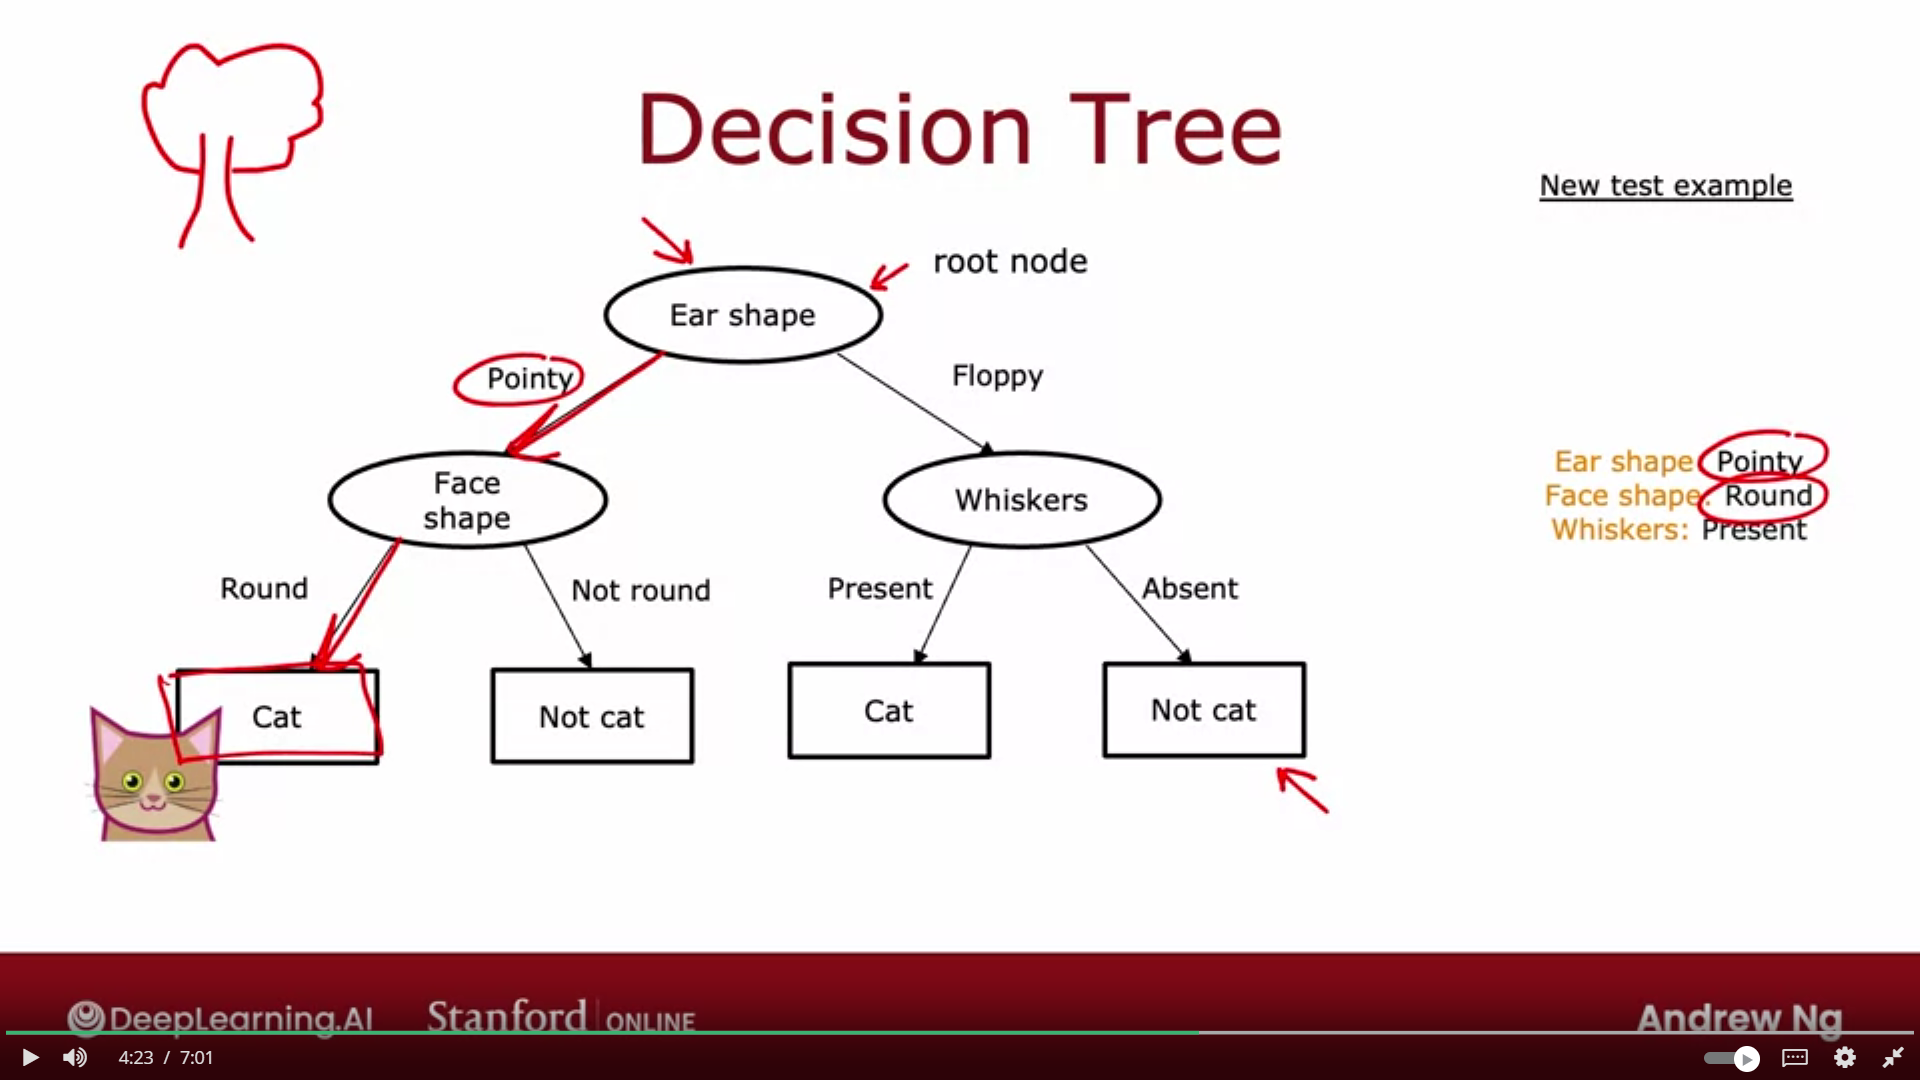 Decision Tree
New test example
root node
Ear shape
Pointy
Floppy
Face
shape
Whiskers
Ear shape Pointy
Face shape: Round
Whiskers: Present
Round
Not round
Present
Absent
Cat
Not cat
Cat
Not cat
DeepLearning.AI
Stanford ONLINE
Andrew Ng
4:23 / 7:01